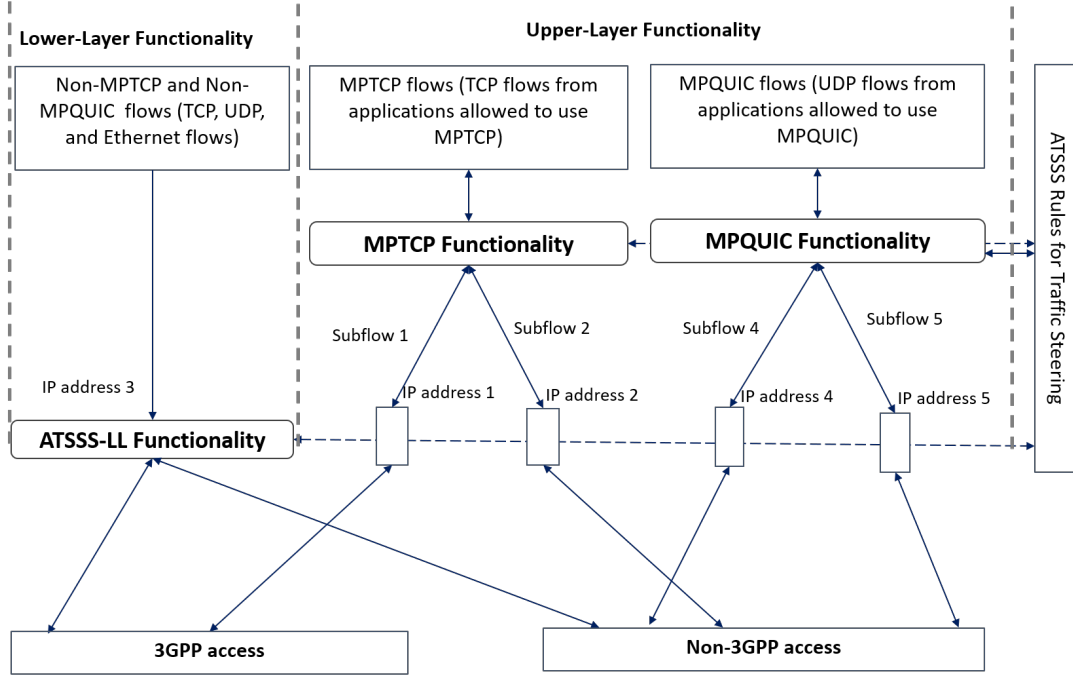 Lower-Layer Functionality
Upper-Layer Functionality
Non-MPTCP and Non-
MPQUIC flows (TCP, UDP,
and Ethernet flows)
MPTCP flows (TCP flows from
applications allowed to use
MPTCP)
MPQUIC flows (UDP flows from
applications allowed to use
MPQUIC)
ATSSS Rules for Traffic Steering
MPTCP Functionality
MPQUIC Functionality
Subflow 1
Subflow 2
Subflow 4
Subflow 5
IP address 3
IP address 1
IP address 2
IP address 4
IP address 5
ATSSS-LL Functionality
3GPP access
Non-3GPP access